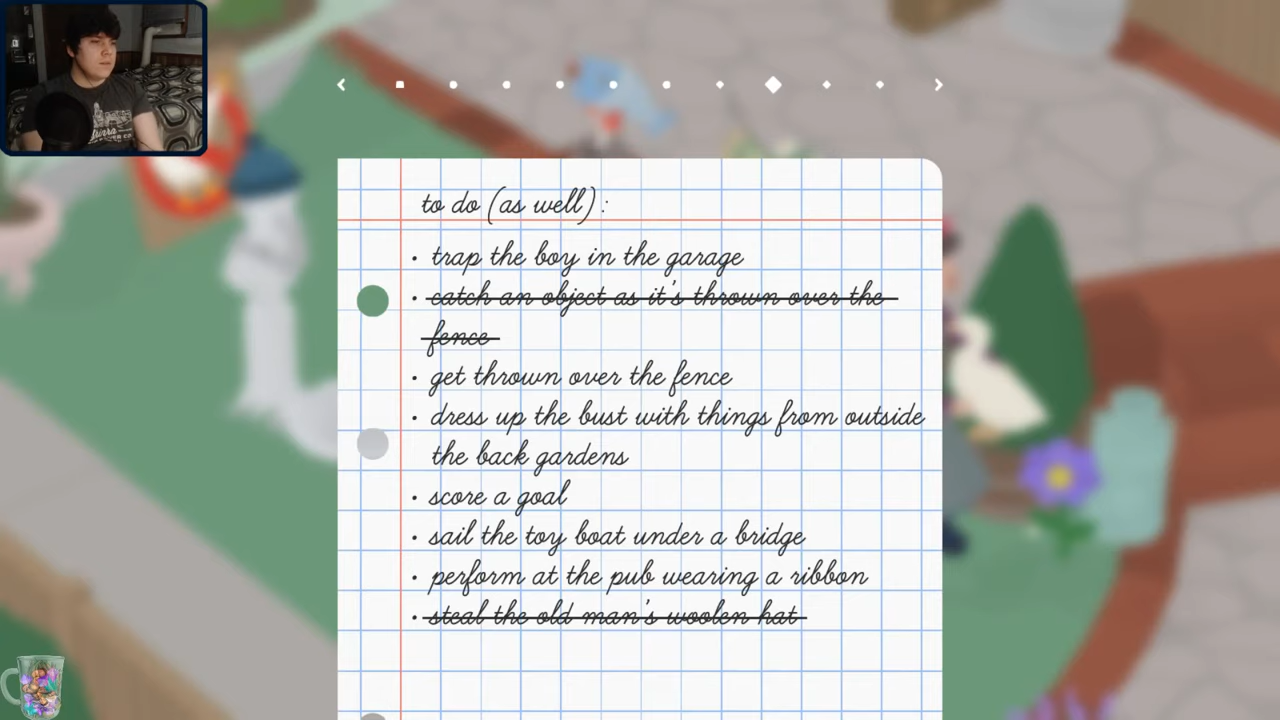 to do (as well):
• trap the boy in the garage
• catch an object as it's thrown over the
fence
• get thrown over the fence
• dress up the bust with things from outside
the back gardens
• score a goal
• sail the toy boat under a bridge
• perform at the pub wearing a ribbon
• steal the old man's woolen hat